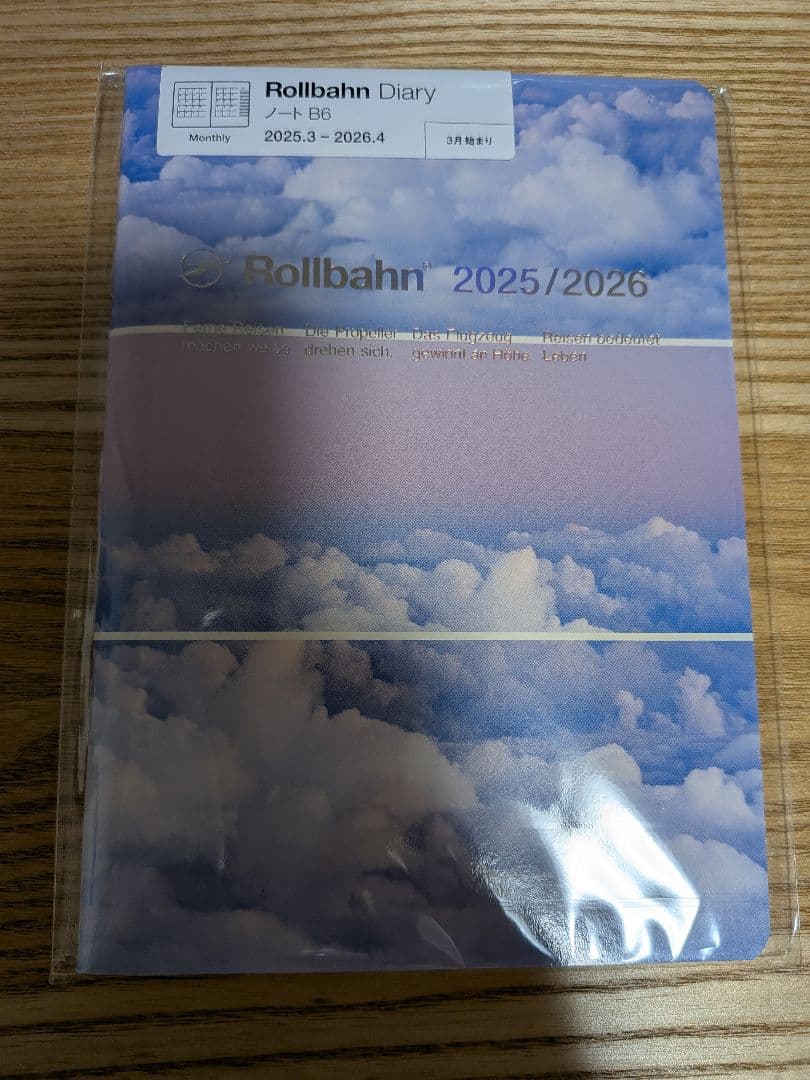 Rollbahn Diary
ノート B6
2025.3 – 2026.4
Monthly
3月始まり
Rollbahn® 2025/2026
Ferne Reisen Die Propeller Das Flugzeug Reisen bedeutet
machen weise drehen sich. gewinnt an Höhe. Leben